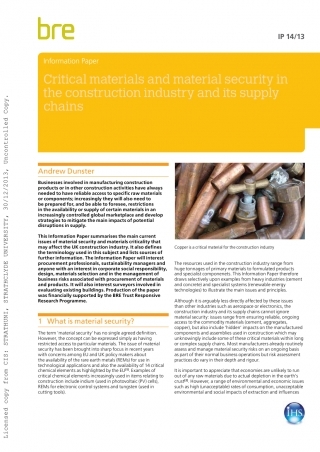 bre
IP 14/13
Information Paper
Critical materials and material security in
the construction industry and its supply
chains
Andrew Dunster
Businesses involved in manufacturing construction
products or in other construction activities have always
needed to have reliable access to specific raw materials
or components; increasingly they will also need to
be prepared for, and be able to foresee, restrictions
in the availability or supply of certain materials in an
increasingly controlled global marketplace and develop
strategies to mitigate the main impacts of potential
disruptions in supply.
This Information Paper summarises the main current
issues of material security and materials criticality that
may affect the UK construction industry. It also defines
the terminology used in this subject and lists sources of
further information. The Information Paper will interest
procurement professionals, sustainability managers and
anyone with an interest in corporate social responsibility,
design, materials selection and in the management of
business risks associated with procurement of materials
and products. It will also interest surveyors involved in
evaluating existing buildings. Production of the paper
was financially supported by the BRE Trust Responsive
Research Programme.
1 What is material security?
The term ‘material security’ has no single agreed definition.
However, the concept can be expressed simply as having
restricted access to particular materials. The issue of material
security has been brought into sharp focus in recent years
with concerns among EU and UK policy makers about
the availability of the rare earth metals (REMs) for use in
technological applications and also the availability of 14 critical
chemical elements as highlighted by the EU. Examples of
critical chemical elements increasingly used in items relating to
construction include indium (used in photovoltaic (PV) cells),
REMs for electronic control systems and tungsten (used in
cutting tools).
Copper is a critical material for the construction industry
The resources used in the construction industry range from
huge tonnages of primary materials to formulated products
and specialist components. This Information Paper therefore
draws selectively upon examples from heavy industries (cement
and concrete) and specialist systems (renewable energy
technologies) to illustrate the main issues and principles.
Although it is arguably less directly affected by these issues
than other industries such as aerospace or electronics, the
construction industry and its supply chains cannot ignore
material security. Issues range from ensuring reliable, ongoing
access to the commodity materials (cement, aggregates,
copper), but also include ‘hidden’ impacts on the manufactured
components and assemblies used in construction which may
unknowingly include some of these critical materials within long
or complex supply chains. Most manufacturers already routinely
assess and manage material security risks on an ongoing basis
as part of their normal business operations but risk assessment
practices do vary in their depth and rigour.
It is important to appreciate that economies are unlikely to run
out of any raw materials due to actual depletion in the earth’s
crust. However, a range of environmental and economic issues
such as high (unacceptable) rates of consumption, unacceptable
environmental and social impacts of extraction and influences
IHS
Licensed copy from CIS: STRATHUNI, STRATHCLYDE UNIVERSITY, 30/12/2013, Uncontrolled Copy.